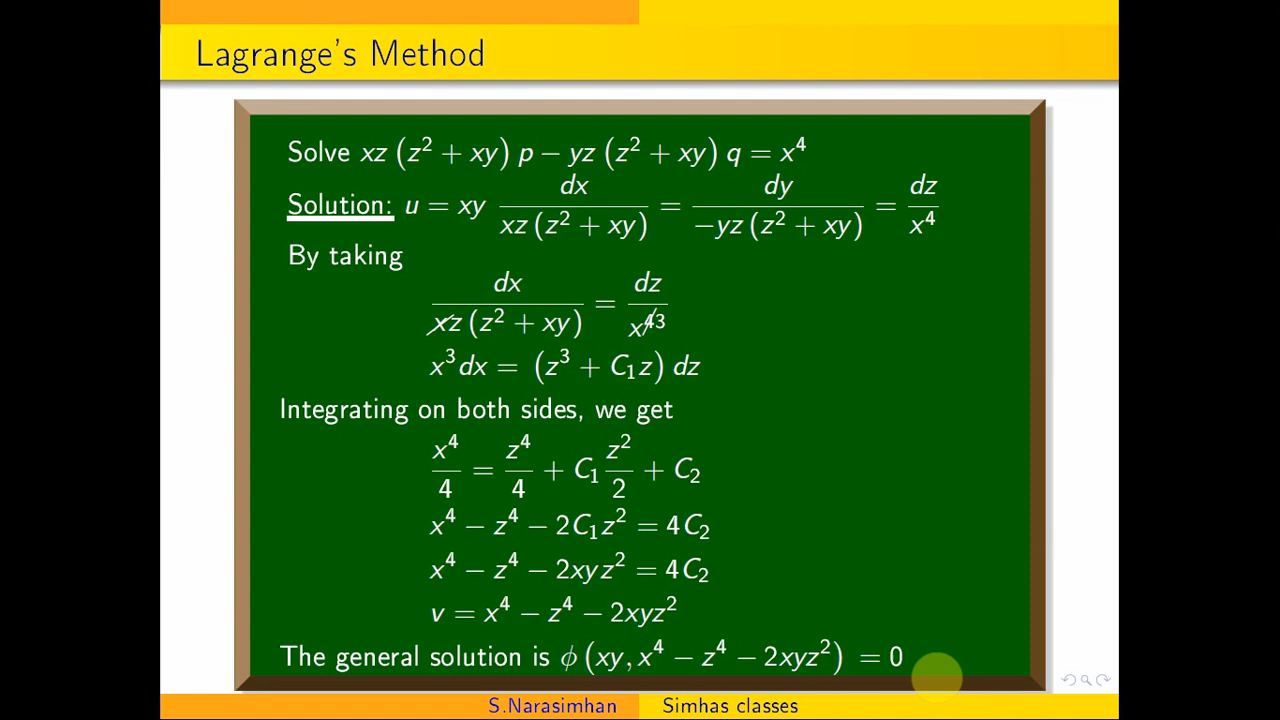 Lagrange's Method
Solve xz (z² + xy) p − yz (z² + xy) q = x⁴
Solution: u = xy dx/(xz (z² + xy)) = dy/(−yz (z² + xy)) = dz/x⁴
By taking
dx/(xz (z² + xy)) = dz/x⁴ ³
x³dx = (z³ + C₁z) dz
Integrating on both sides, we get
x⁴/4 = z⁴/4 + C₁ z²/2 + C₂
x⁴ − z⁴ − 2C₁z² = 4C₂
x⁴ − z⁴ − 2xyz² = 4C₂
v = x⁴ − z⁴ − 2xyz²
The general solution is ϕ (xy, x⁴ − z⁴ − 2xyz²) = 0
S.Narasimhan Simhas classes